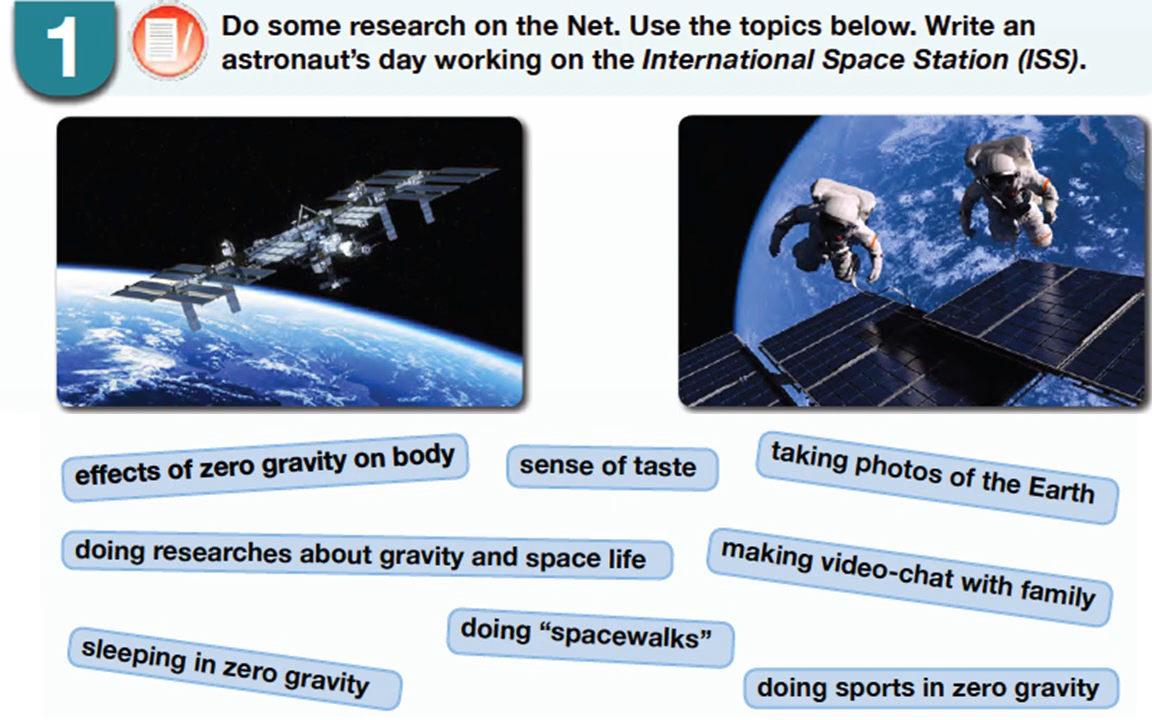 1
Do some research on the Net. Use the topics below. Write an
astronaut's day working on the International Space Station (ISS).
effects of zero gravity on body
sense of taste
taking photos of the Earth
doing researches about gravity and space life
making video-chat with family
sleeping in zero gravity
doing “spacewalks”
doing sports in zero gravity